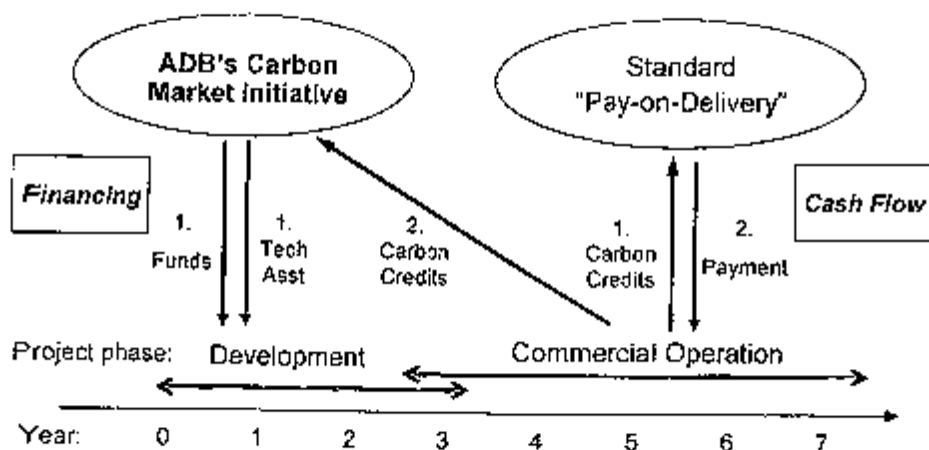 ADB's Carbon
Market Initiative
Standard
"Pay-on-Delivery"
Financing
1.
Funds
1.
Tech
Asst
2.
Carbon
Credits
1.
Carbon
Credits
2.
Payment
Cash Flow
Project phase:
Development
Commercial Operation
Year: 0 1 2 3 4 5 6 7